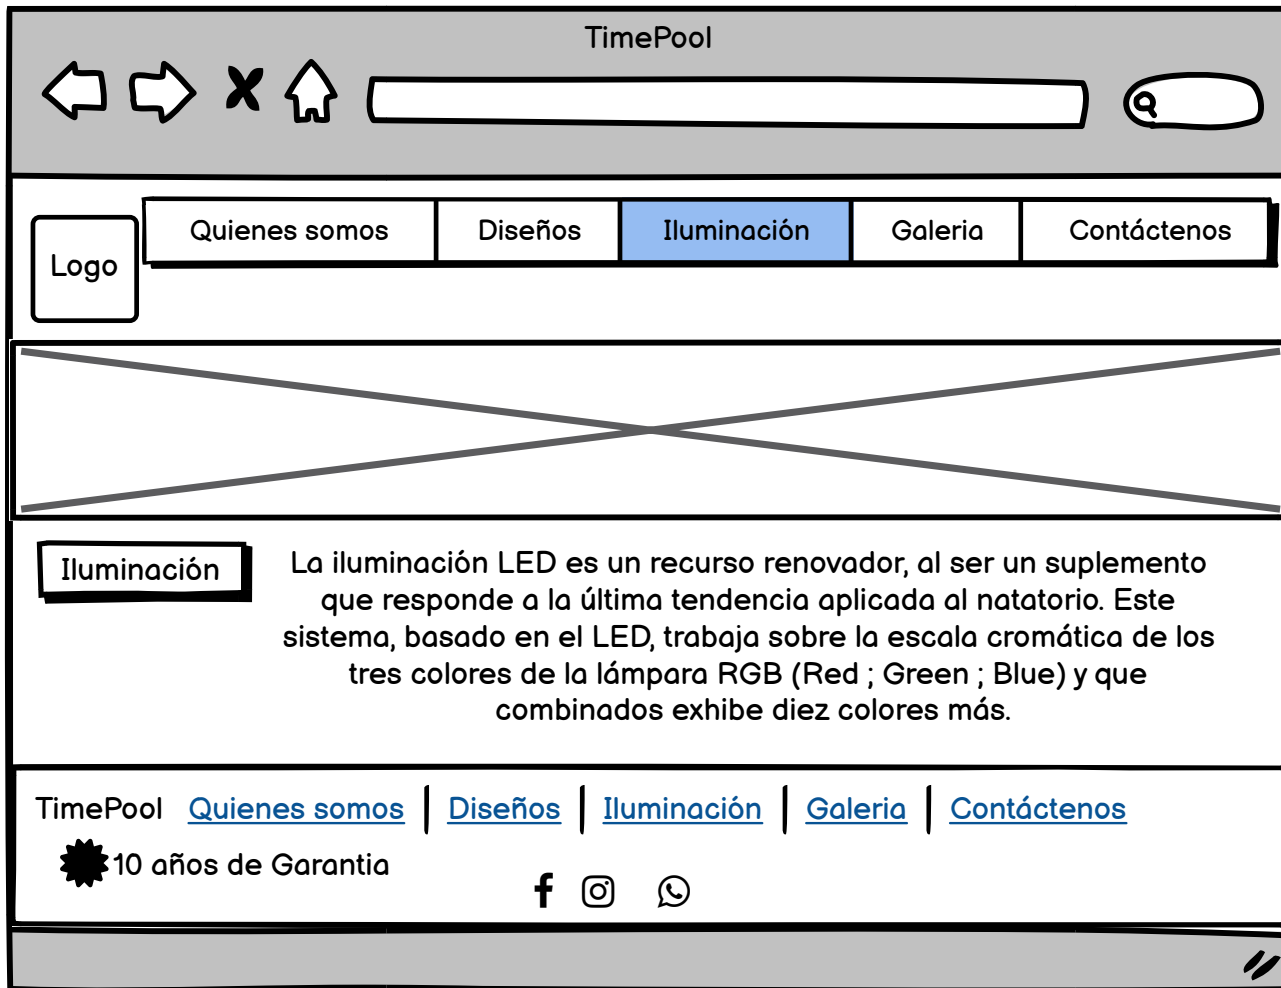 TimePool
Quienes somos Diseños Iluminación Galeria Contáctenos
Logo
Iluminación
La iluminación LED es un recurso renovador, al ser un suplemento
que responde a la última tendencia aplicada al natatorio. Este
sistema, basado en el LED, trabaja sobre la escala cromática de los
tres colores de la lámpara RGB (Red ; Green ; Blue) y que
combinados exhibe diez colores más.
TimePool Quienes somos Diseños Iluminación Galeria Contáctenos
10 años de Garantia